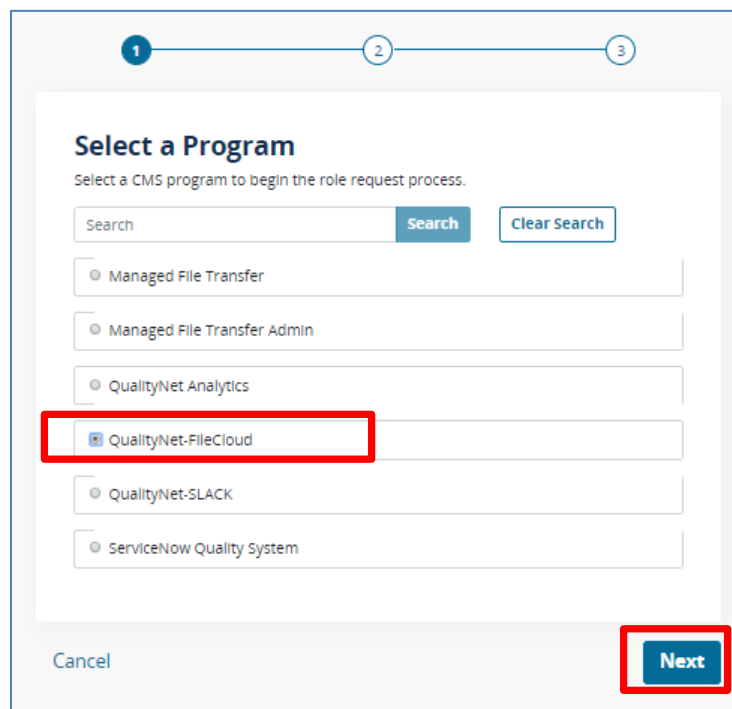 1 2 3
Select a Program
Select a CMS program to begin the role request process.
Search Search Clear Search
Managed File Transfer
Managed File Transfer Admin
QualityNet Analytics
QualityNet-FileCloud
QualityNet-SLACK
ServiceNow Quality System
Cancel Next